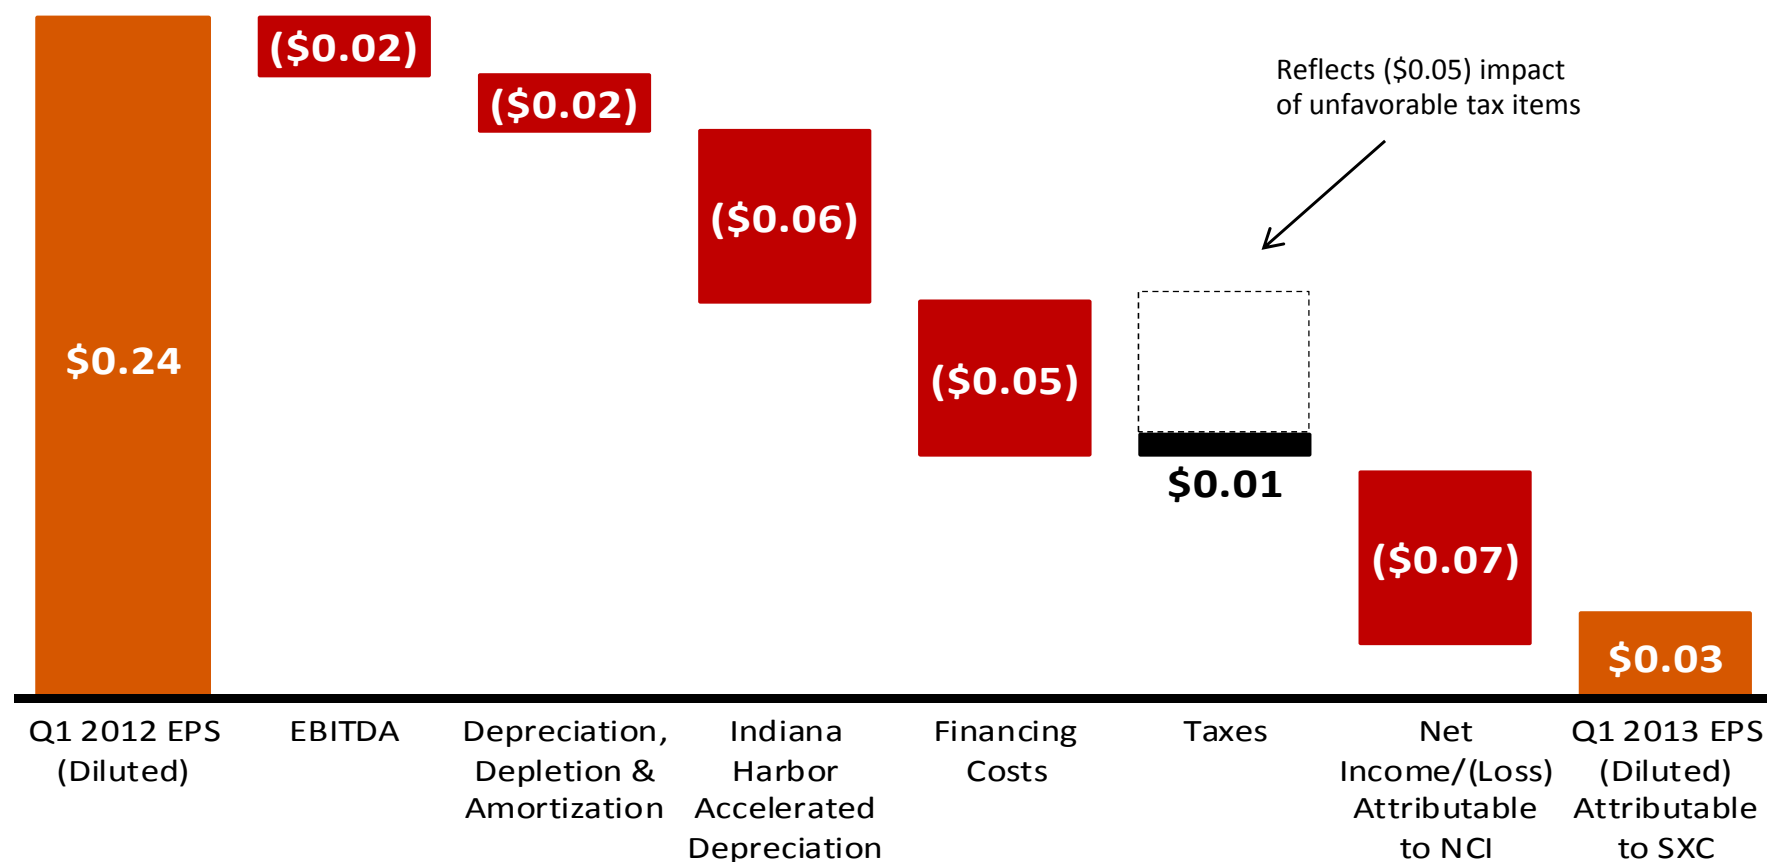 ($0.02)
($0.02)
Reflects ($0.05) impact
of unfavorable tax items
($0.06)
$0.24
($0.05)
$0.01
($0.07)
$0.03
Q1 2012 EPS
(Diluted)
EBITDA
Depreciation,
Depletion &
Amortization
Indiana
Harbor
Accelerated
Depreciation
Financing
Costs
Taxes
Net
Income/(Loss)
Attributable
to NCI
Q1 2013 EPS
(Diluted)
Attributable
to SXC